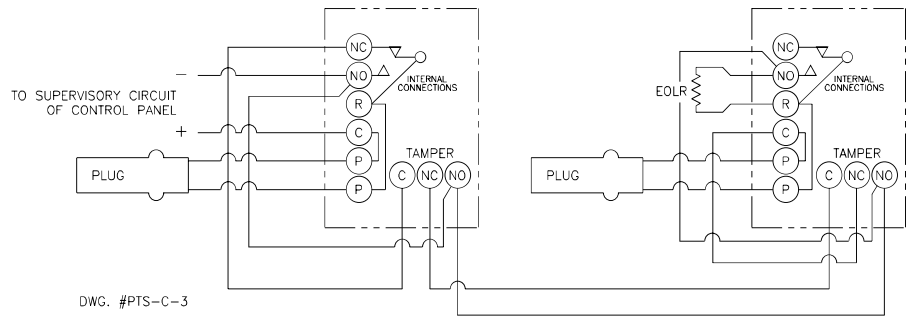 NC
NO
R
C
P
P
INTERNAL
CONNECTIONS
−
TO SUPERVISORY CIRCUIT
OF CONTROL PANEL
+
PLUG
TAMPER
C NC NO
NC
NO
R
C
P
P
INTERNAL
CONNECTIONS
EOLR
PLUG
TAMPER
C NC NO
DWG. #PTS-C-3